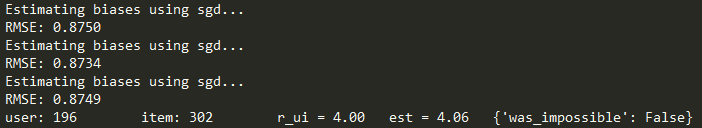 Estimating biases using sgd...
RMSE: 0.8750
Estimating biases using sgd...
RMSE: 0.8734
Estimating biases using sgd...
RMSE: 0.8749
user: 196        item: 302        r_ui = 4.00   est = 4.06   {'was_impossible': False}